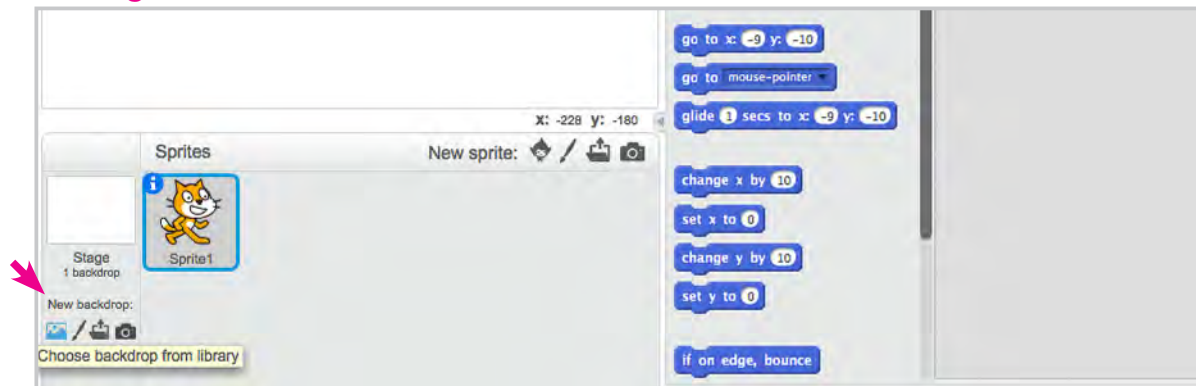 go to x: -9 y: -10
go to mouse-pointer
glide 1 secs to x: -9 y: -10
X: -228 y: -180
Sprites
New sprite:
change x by 10
set x to 0
change y by 10
set y to 0
if on edge, bounce
Sprite1
Stage
1 backdrop
New backdrop:
Choose backdrop from library